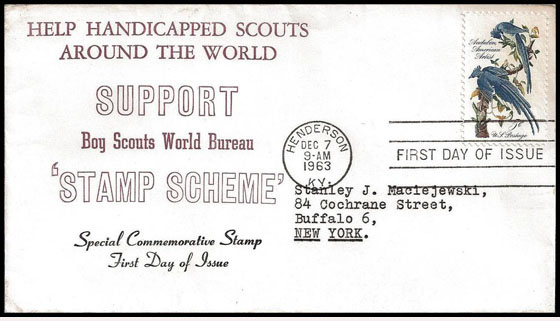 HELP HANDICAPPED SCOUTS
AROUND THE WORLD
SUPPORT
Boy Scouts World Bureau
'STAMP SCHEME'
Special Commemorative Stamp
First Day of Issue
Audubon
American
Artist
U.S. Postage
HENDERSON
DEC 7
9-AM
1963
KY.
FIRST DAY OF ISSUE
Stanley J. Maciejewski,
84 Cochrane Street,
Buffalo 6,
NEW YORK.